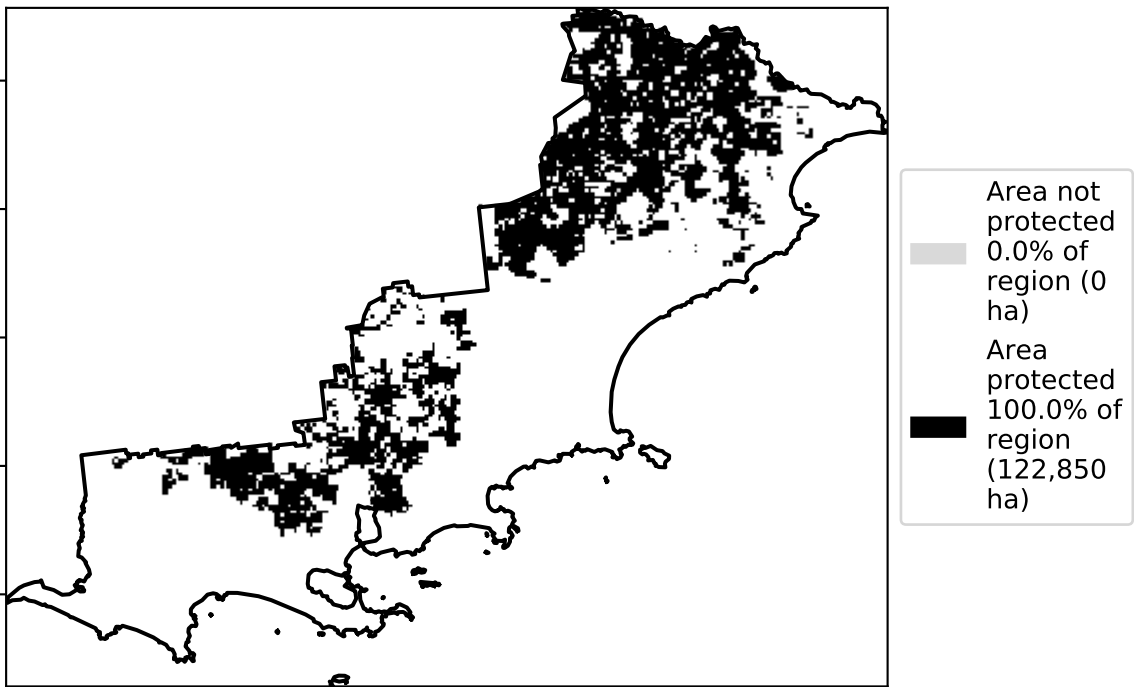 Area not
protected
0.0% of
region (0
ha)
Area
protected
100.0% of
region
(122,850
ha)